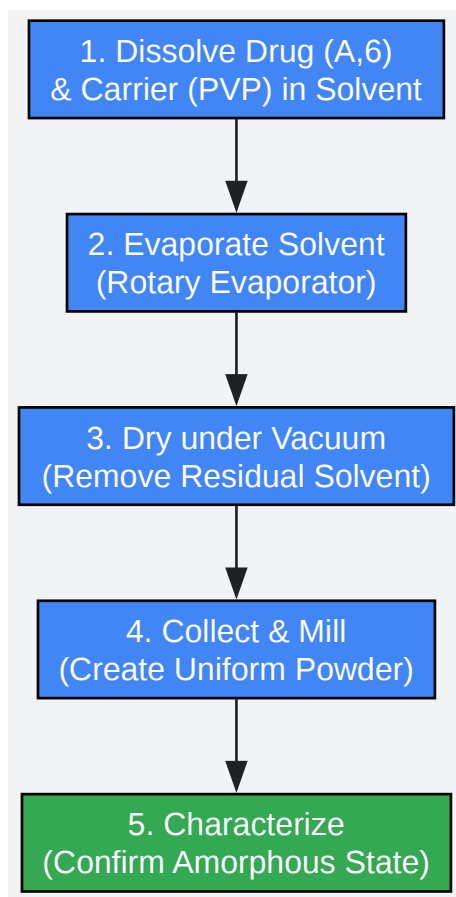 1. Dissolve Drug (A,6)
& Carrier (PVP) in Solvent
2. Evaporate Solvent
(Rotary Evaporator)
3. Dry under Vacuum
(Remove Residual Solvent)
4. Collect & Mill
(Create Uniform Powder)
5. Characterize
(Confirm Amorphous State)